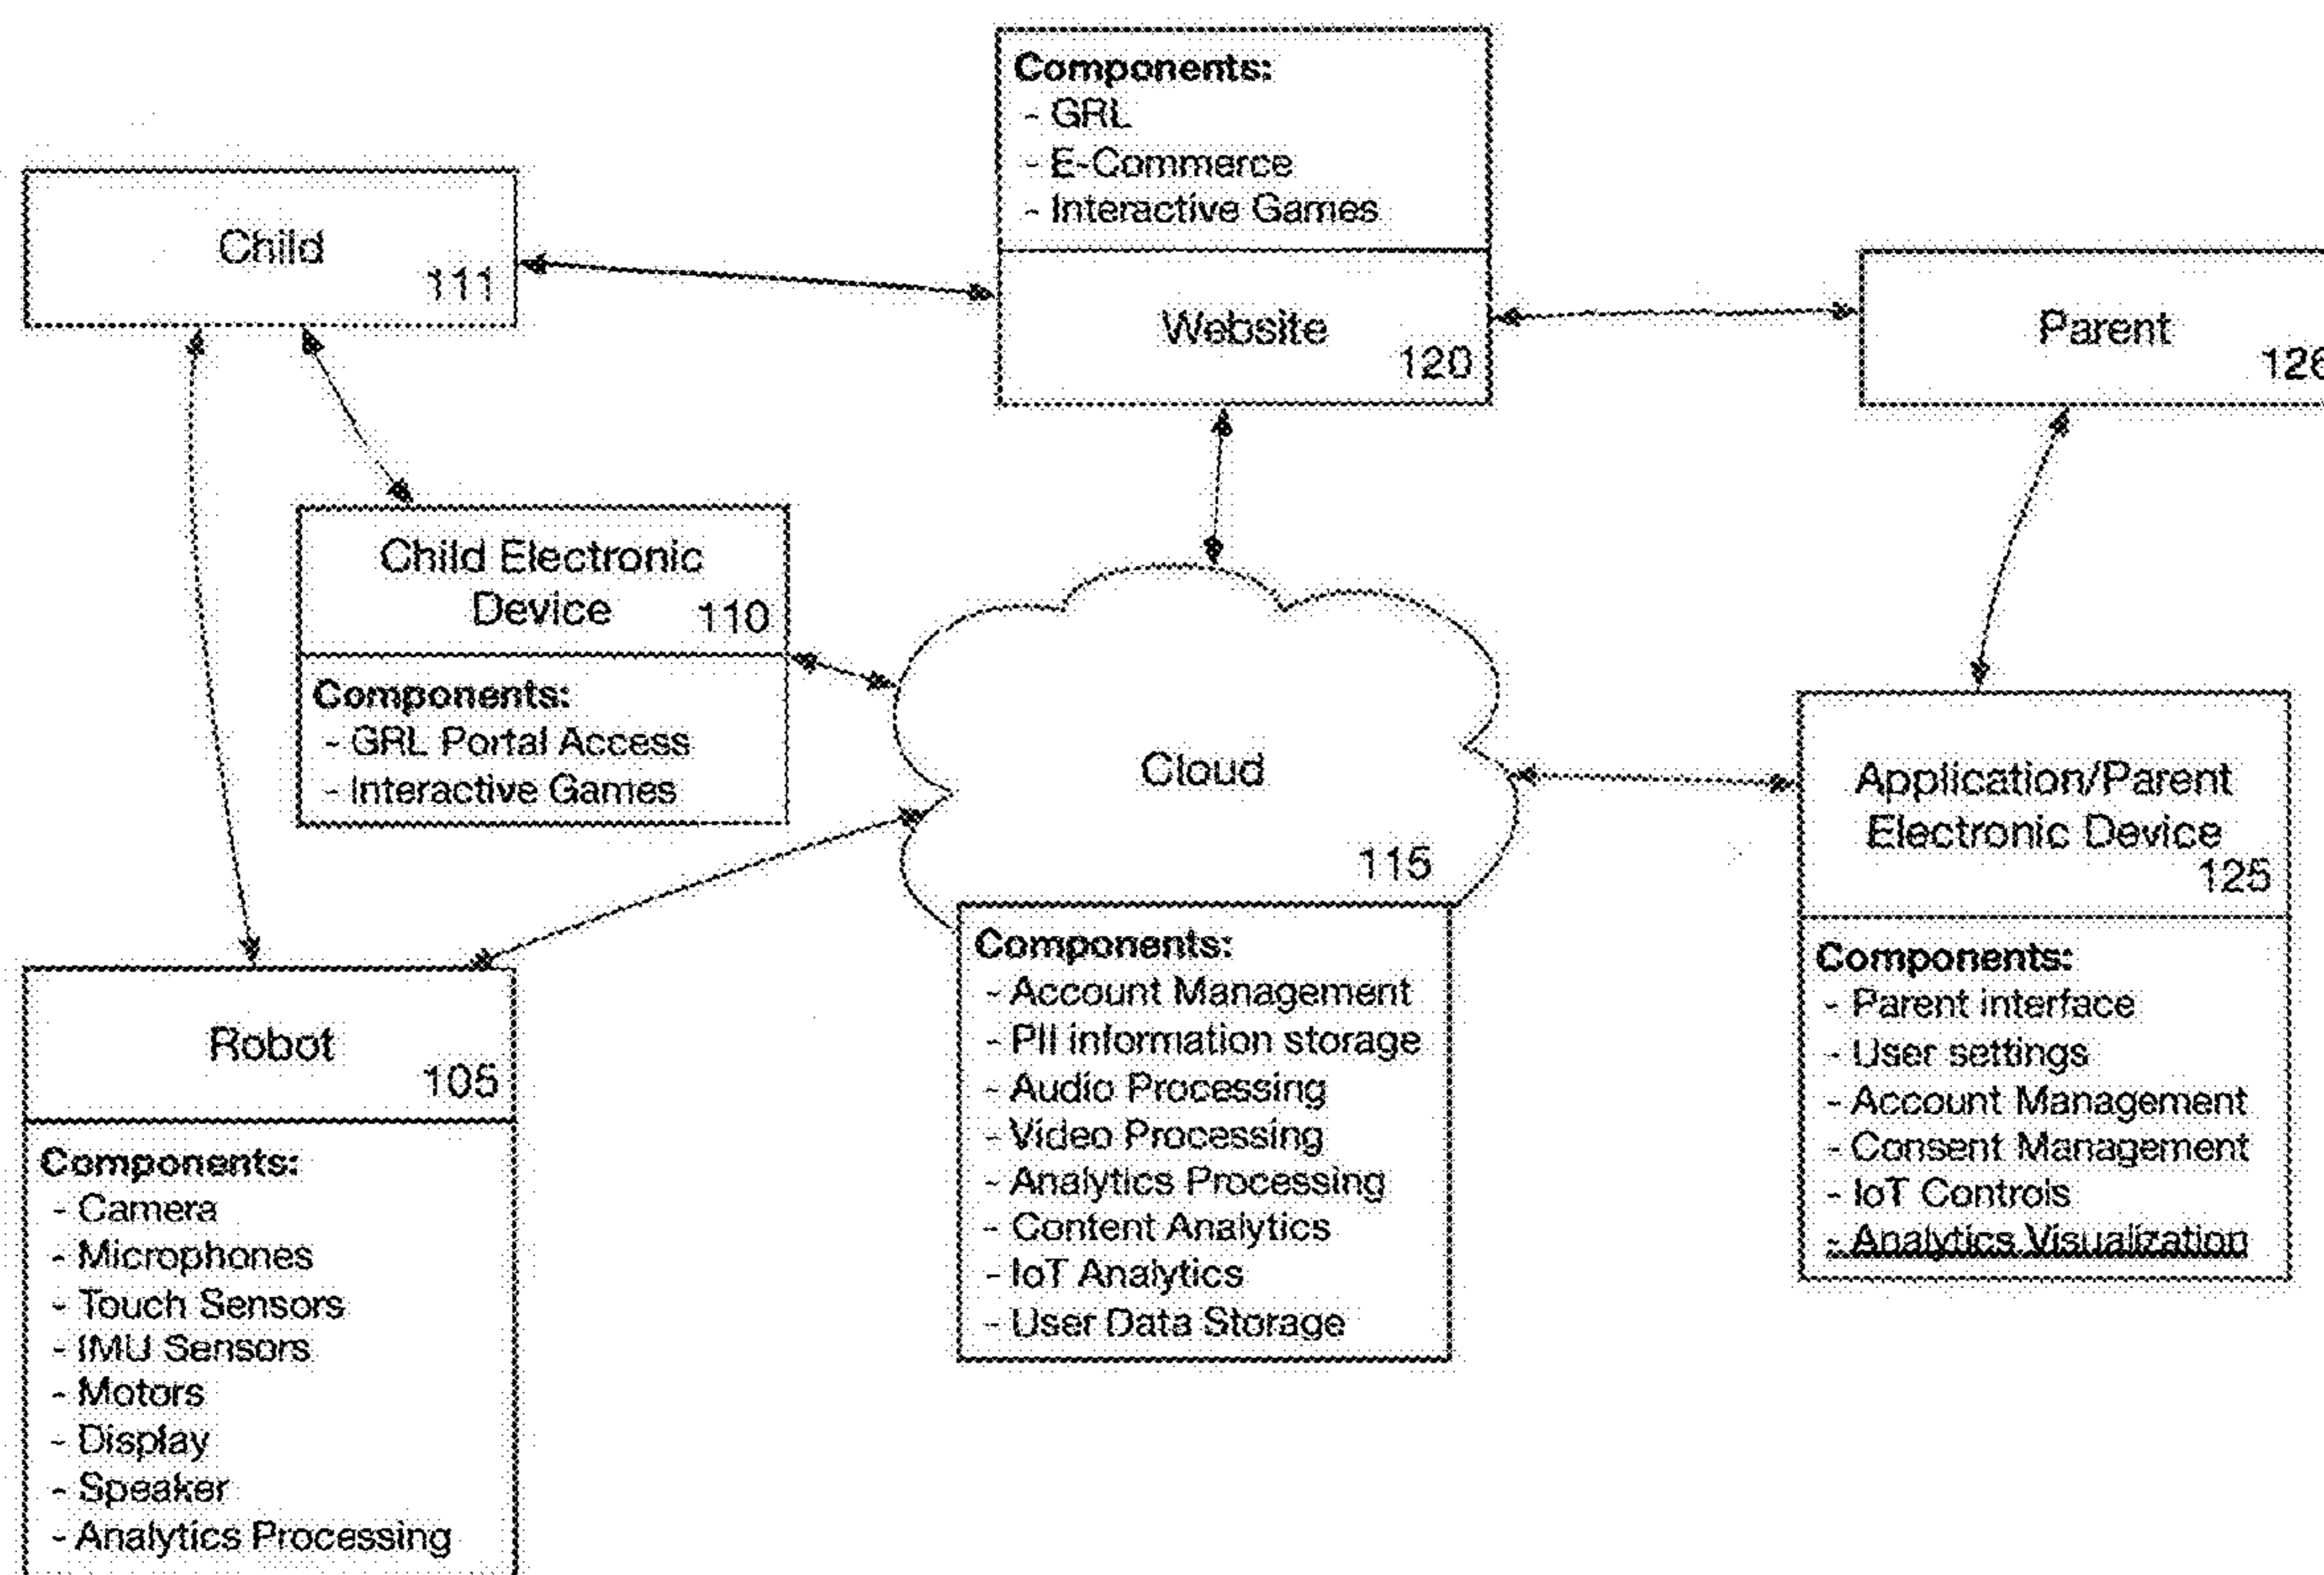 Components:
- GRL
- E-Commerce
- Interactive Games
Website
120
Child
111
Parent
126
Child Electronic
Device
110
Components:
- GRL Portal Access
- Interactive Games
Cloud
115
Components:
- Account Management
- PII information storage
- Audio Processing
- Video Processing
- Analytics Processing
- Content Analytics
- IoT Analytics
- User Data Storage
Application/Parent
Electronic Device
125
Components:
- Parent interface
- User settings
- Account Management
- Consent Management
- IoT Controls
- Analytics Visualization
Robot
105
Components:
- Camera
- Microphones
- Touch Sensors
- IMU Sensors
- Motors
- Display
- Speaker
- Analytics Processing